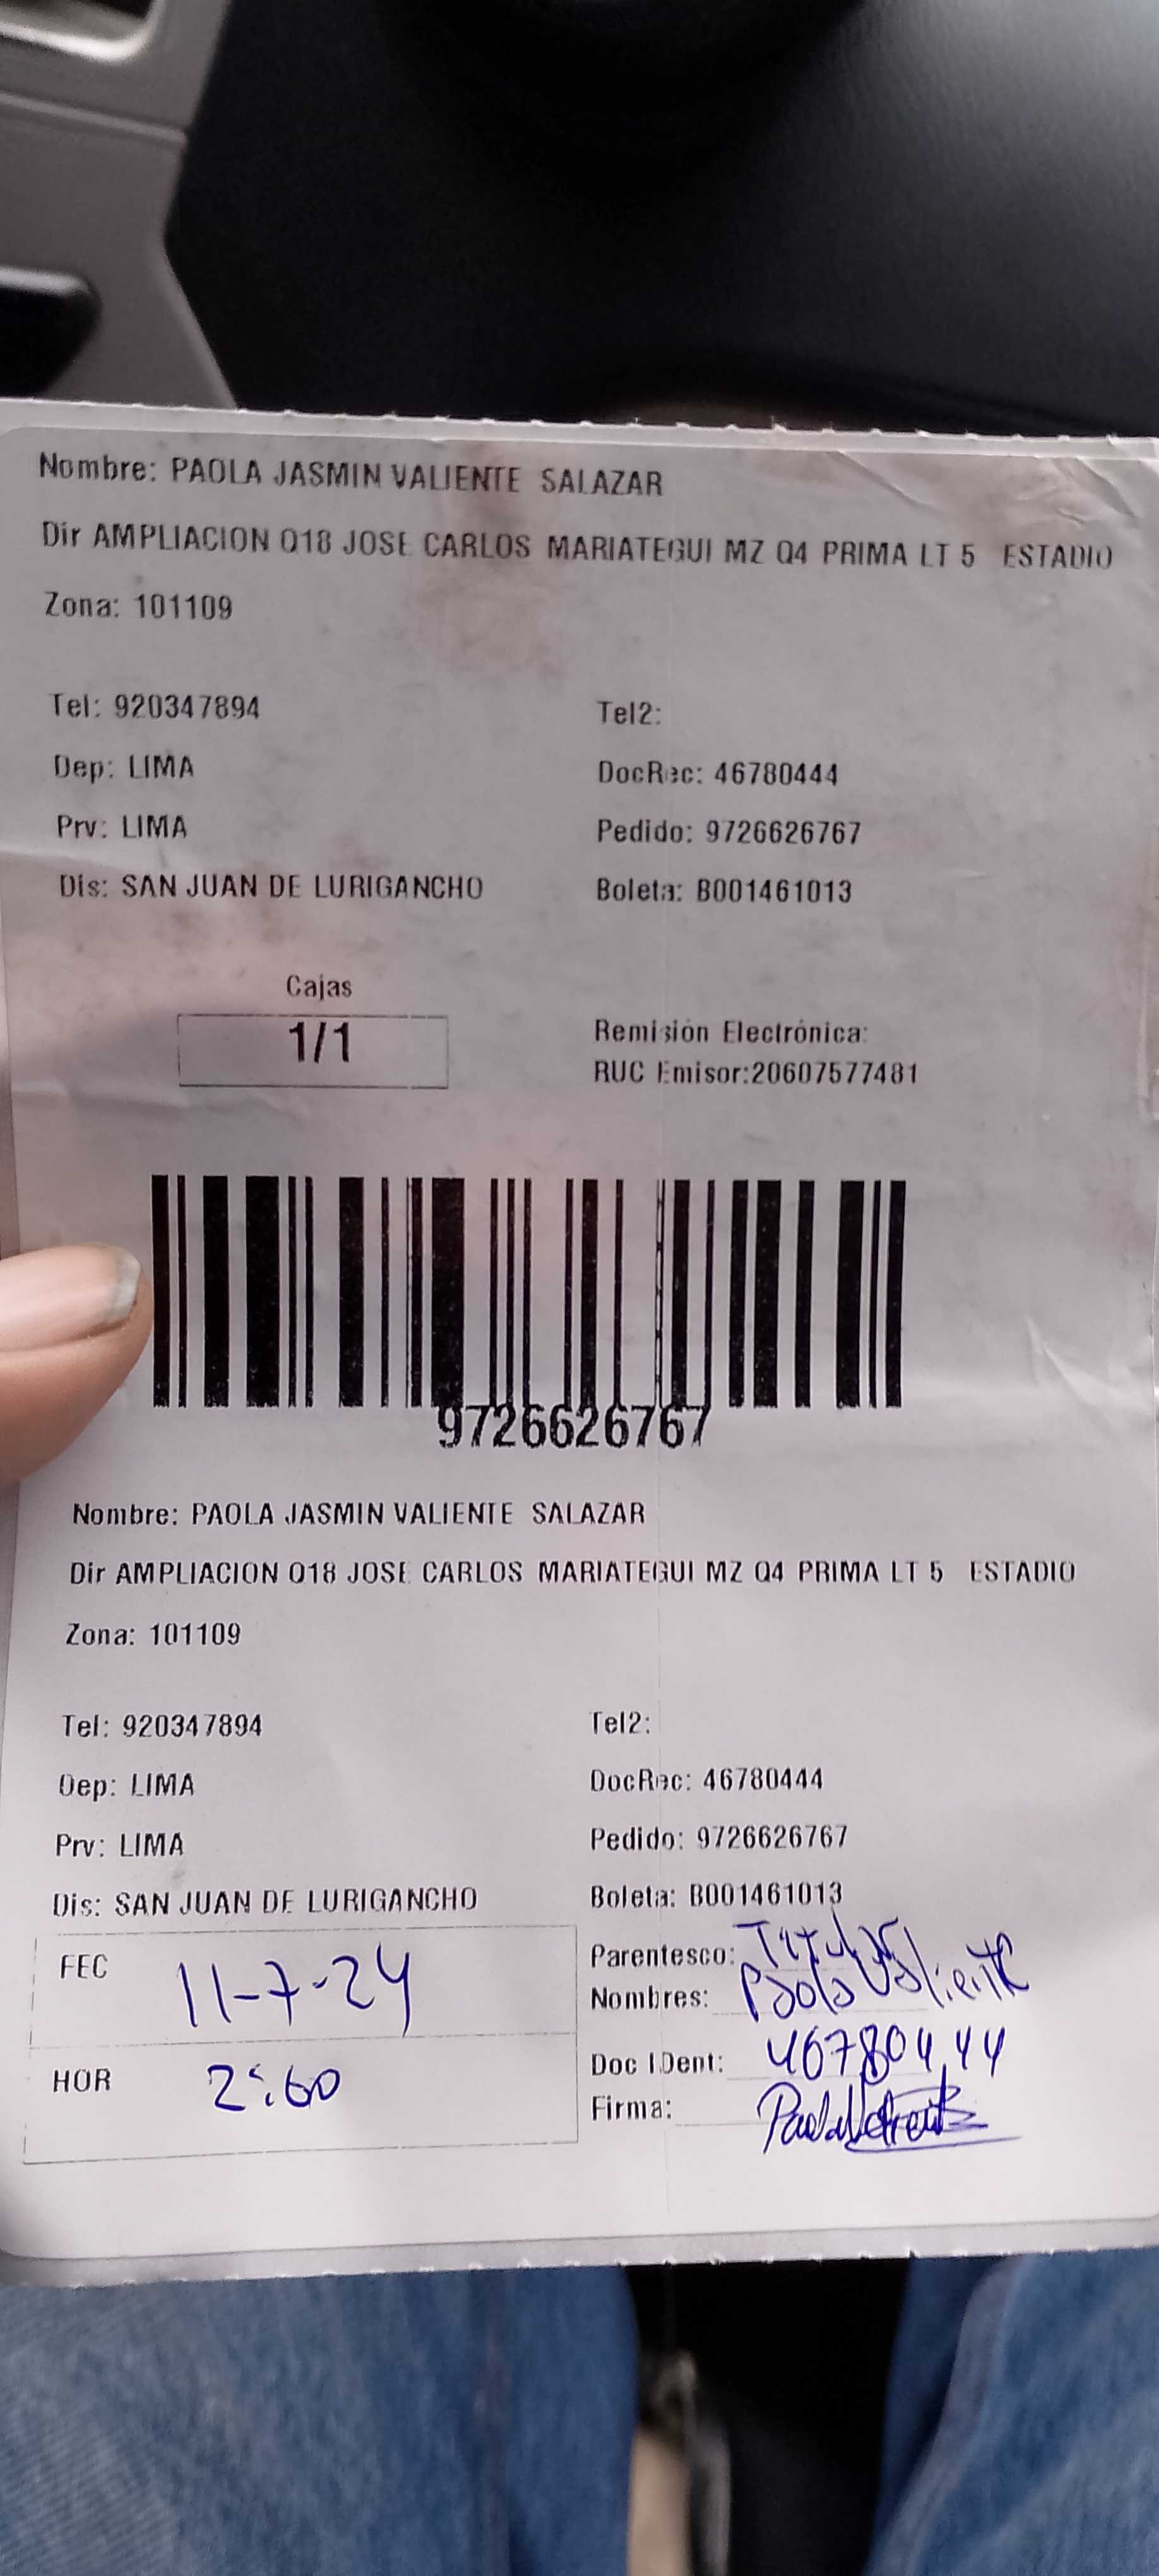 Nombre: PAOLA JASMIN VALIENTE SALAZAR
Dir AMPLIACION Q18 JOSE CARLOS MARIATEGUI MZ Q4 PRIMA LT 5 ESTADIO
Zona: 101109
Tel: 920347894 Tel2:
Dep: LIMA DocRec: 46780444
Prv: LIMA Pedido: 9726626767
Dis: SAN JUAN DE LURIGANCHO Boleta: B001461013
Cajas
1/1
Remisión Electrónica:
RUC Emisor:20607577481
9726626767
Nombre: PAOLA JASMIN VALIENTE SALAZAR
Dir AMPLIACION Q18 JOSE CARLOS MARIATEGUI MZ Q4 PRIMA LT 5 ESTADIO
Zona: 101109
Tel: 920347894 Tel2:
Dep: LIMA DocRec: 46780444
Prv: LIMA Pedido: 9726626767
Dis: SAN JUAN DE LURIGANCHO Boleta: B001461013
FEC 11-7-24 Parentesco: Titular
Nombres: Paola Valiente
HOR 2:60 Doc IDent: 46780444
Firma: Paola Valiente